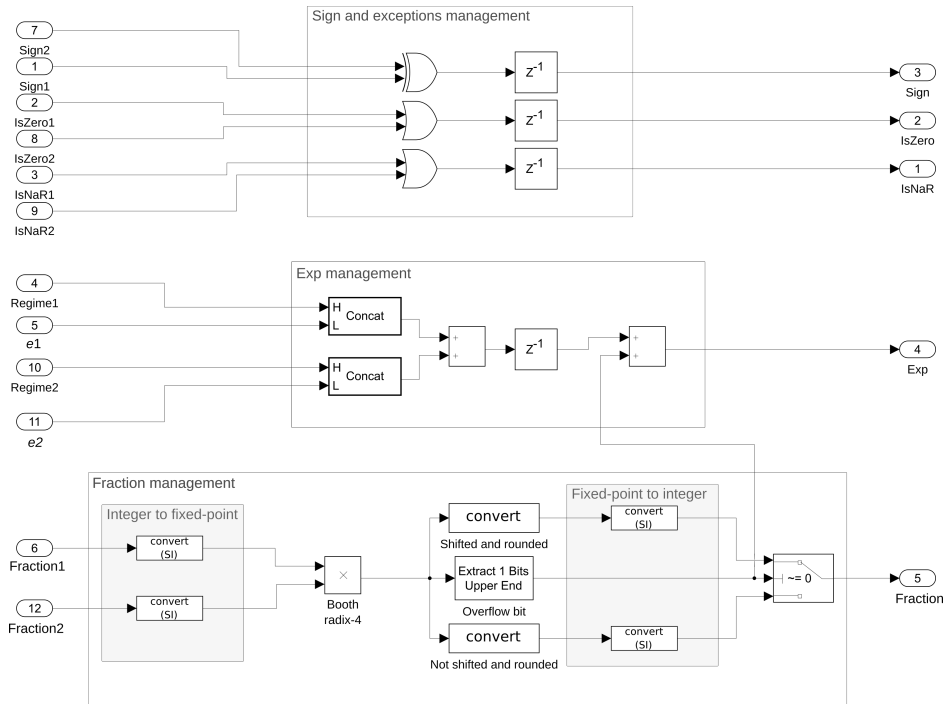 Sign and exceptions management
7
Sign2
1
Sign1
2
IsZero1
8
IsZero2
3
IsNaR1
9
IsNaR2
Z-1
Z-1
Z-1
3
Sign
2
IsZero
1
IsNaR
Exp management
4
Regime1
5
e1
10
Regime2
11
e2
H
L
Concat
H
L
Concat
+
+
Z-1
+
+
4
Exp
Fraction management
Integer to fixed-point
6
Fraction1
12
Fraction2
convert
(SI)
convert
(SI)
×
Booth
radix-4
convert
Shifted and rounded
Extract 1 Bits
Upper End
Overflow bit
convert
Not shifted and rounded
Fixed-point to integer
convert
(SI)
convert
(SI)
~= 0
5
Fraction